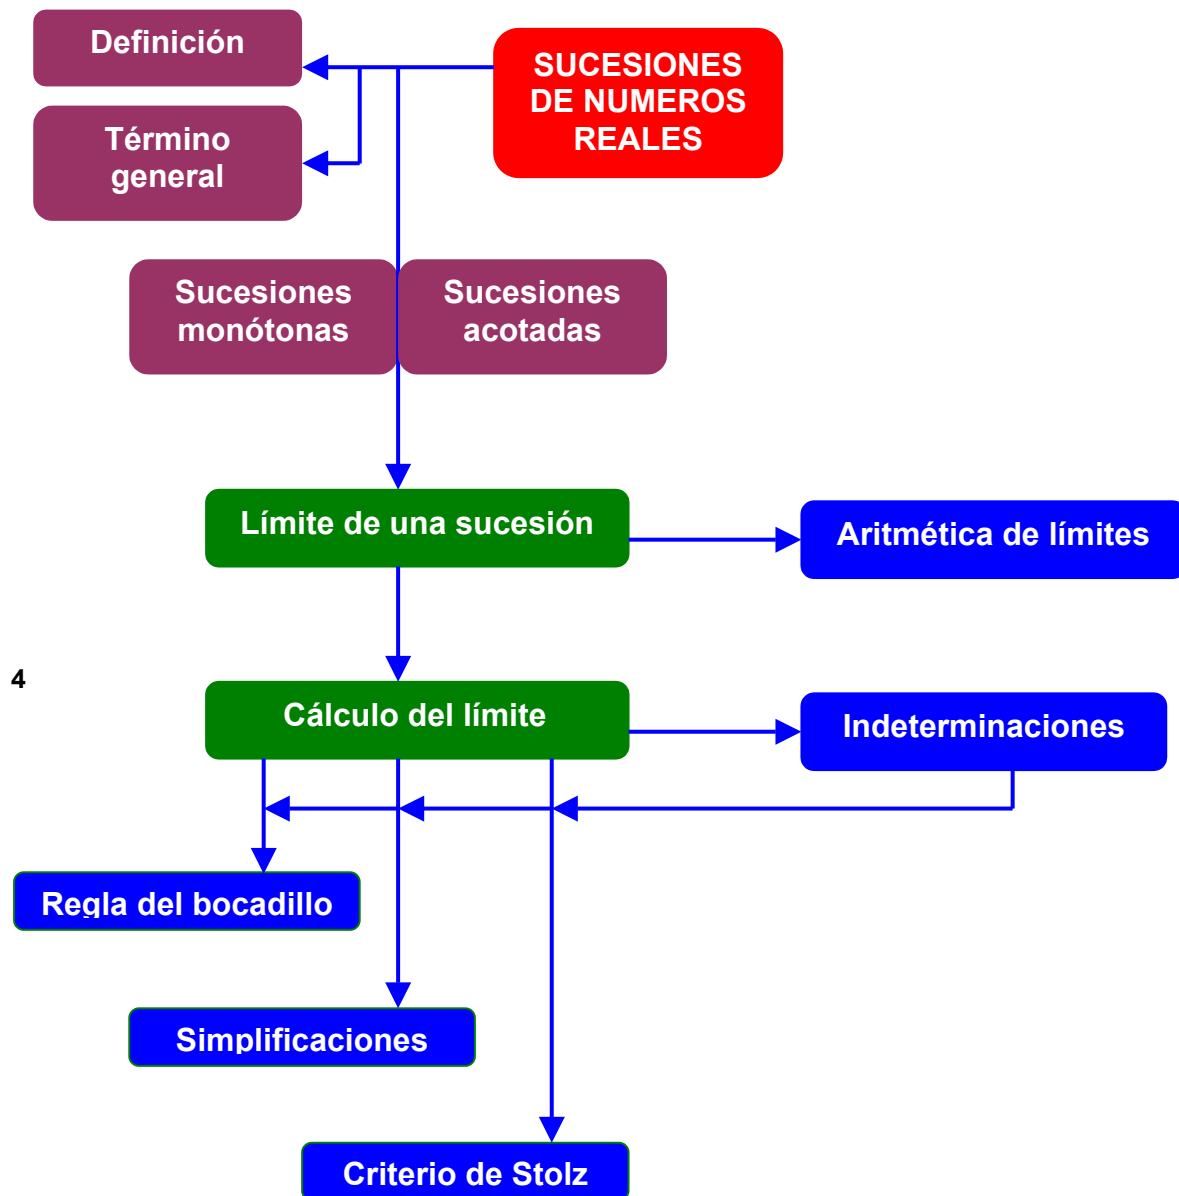 Definición
SUCESIONES
DE NUMEROS
REALES
Término
general
Sucesiones
monótonas
Sucesiones
acotadas
Límite de una sucesión
Aritmética de límites
4
Cálculo del límite
Indeterminaciones
Regla del bocadillo
Simplificaciones
Criterio de Stolz